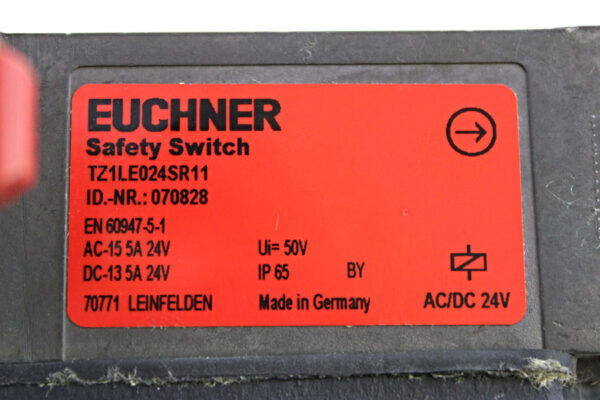 EUCHNER
Safety Switch
TZ1LE024SR11
ID.-NR.: 070828
EN 60947-5-1
AC-15 5A 24V Ui= 50V
DC-13 5A 24V IP 65 BY
70771 LEINFELDEN Made in Germany AC/DC 24V